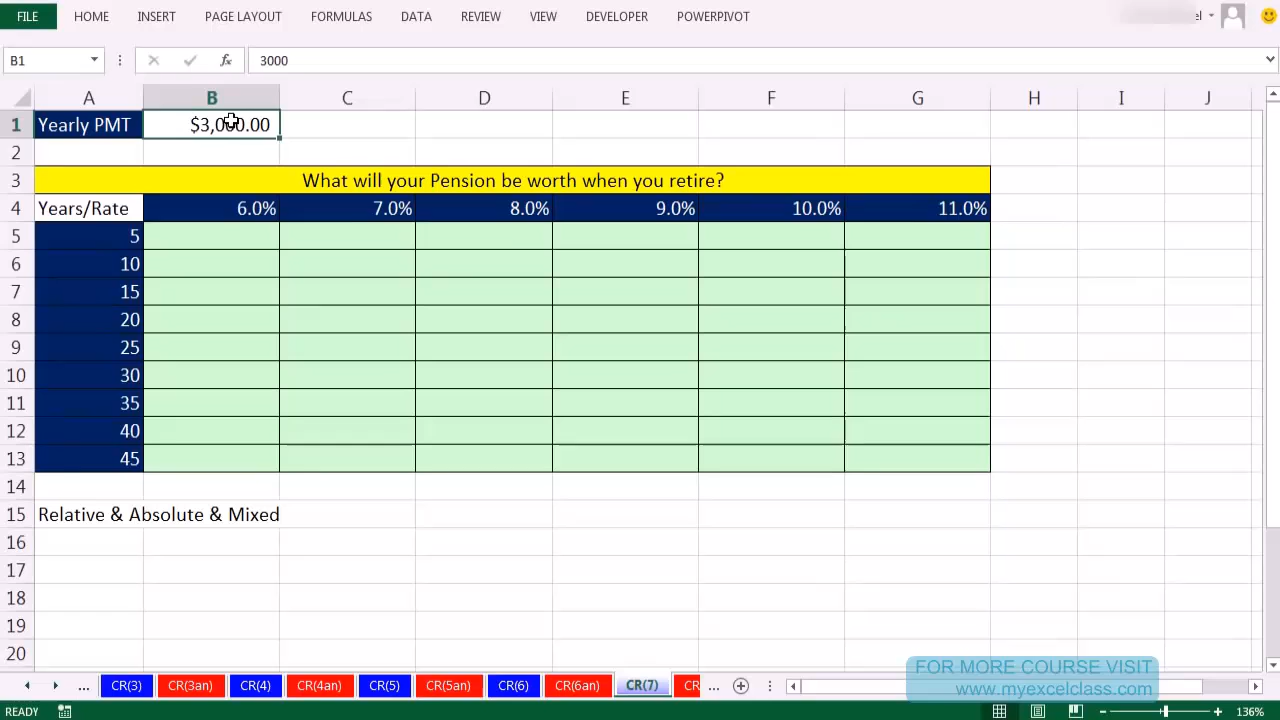 FILE HOME INSERT PAGE LAYOUT FORMULAS DATA REVIEW VIEW DEVELOPER POWERPIVOT
B1 fx 3000
A B C D E F G H I J
1 Yearly PMT $3,000.00
2
3 What will your Pension be worth when you retire?
4 Years/Rate 6.0% 7.0% 8.0% 9.0% 10.0% 11.0%
5 5
6 10
7 15
8 20
9 25
10 30
11 35
12 40
13 45
14
15 Relative & Absolute & Mixed
16
17
18
19
20
FOR MORE COURSE VISIT
www.myexcelclass.com
... CR(3) CR(3an) CR(4) CR(4an) CR(5) CR(5an) CR(6) CR(6an) CR(7) CR ...
READY 136%